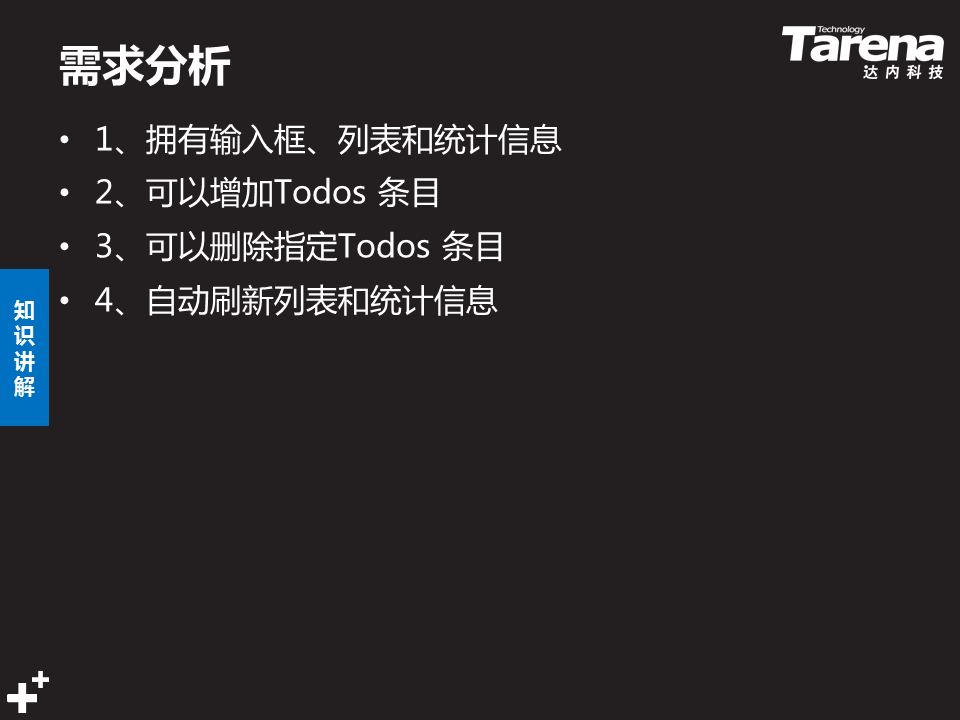 需求分析
Technology
Tarena
达内科技
• 1、拥有输入框、列表和统计信息
• 2、可以增加Todos 条目
• 3、可以删除指定Todos 条目
• 4、自动刷新列表和统计信息
知识讲解